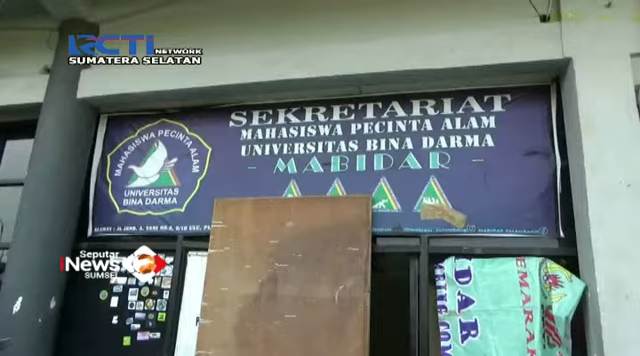 RCTI NETWORK
SUMATERA SELATAN
SEKRETARIAT
MAHASISWA PECINTA ALAM
UNIVERSITAS BINA DARMA
- MABIDAR -
MAHASISWA PECINTA ALAM
UNIVERSITAS
BINA DARMA
Seputar
iNews
SUMSEL
DAR